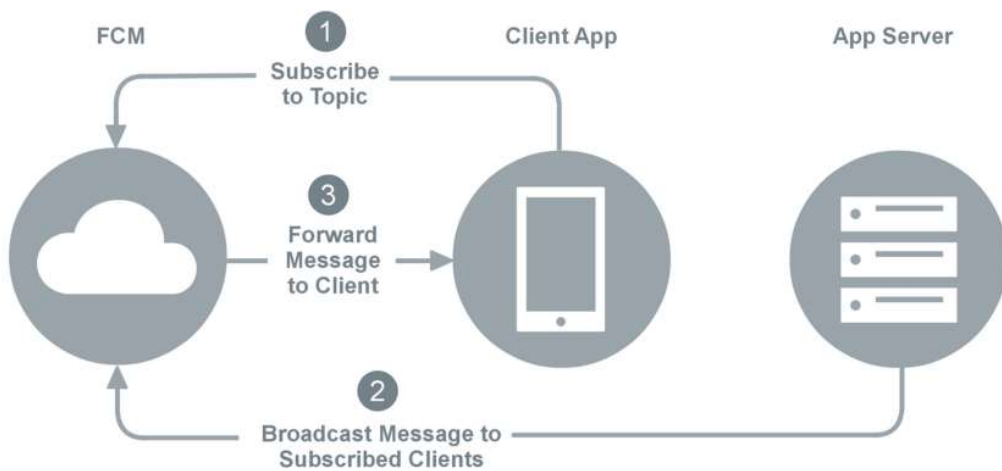 FCM
1
Client App
App Server
Subscribe
to Topic
3
Forward
Message
to Client
2
Broadcast Message to
Subscribed Clients